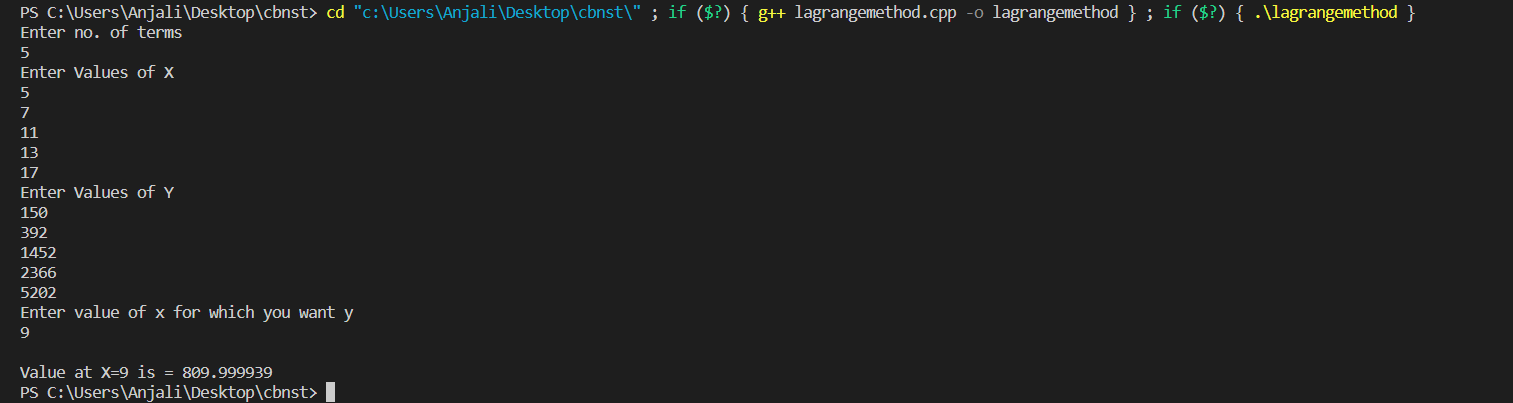 PS C:\Users\Anjali\Desktop\cbnst> cd "c:\Users\Anjali\Desktop\cbnst\" ; if ($?) { g++ lagrangemethod.cpp -o lagrangemethod } ; if ($?) { .\lagrangemethod }
Enter no. of terms
5
Enter Values of X
5
7
11
13
17
Enter Values of Y
150
392
1452
2366
5202
Enter value of x for which you want y
9
Value at X=9 is = 809.999939
PS C:\Users\Anjali\Desktop\cbnst>